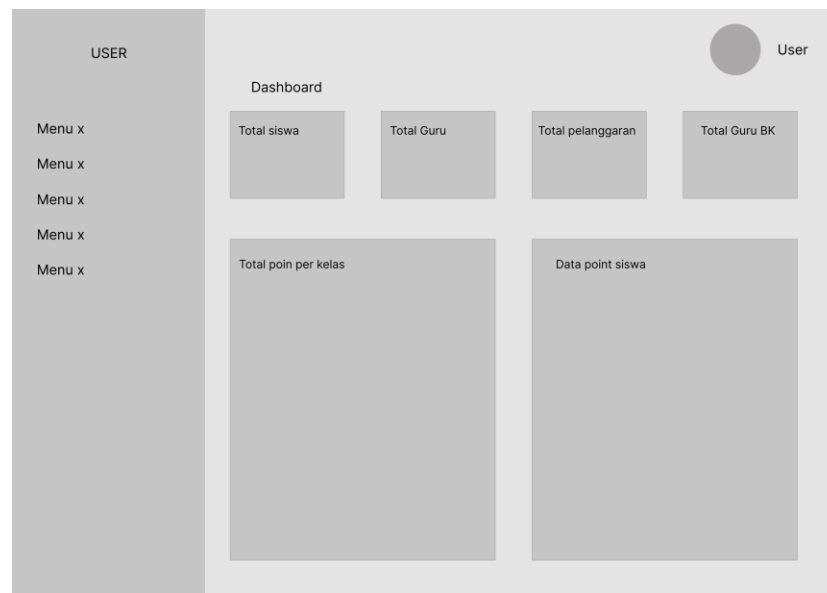 USER
User
Dashboard
Menu x
Menu x
Menu x
Menu x
Menu x
Total siswa
Total Guru
Total pelanggaran
Total Guru BK
Total poin per kelas
Data point siswa